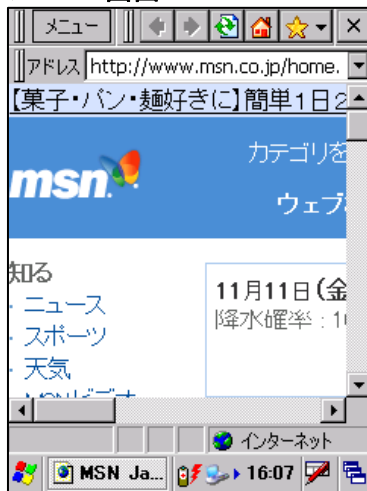 メニュー
アドレス http://www.msn.co.jp/home.
【菓子・パン・麺好きに】簡単1日2
カテゴリを
msn
ウェブ
知る
・ニュース
・スポーツ
・天気
11月11日(金
降水確率:1
インターネット
MSN Ja... 16:07